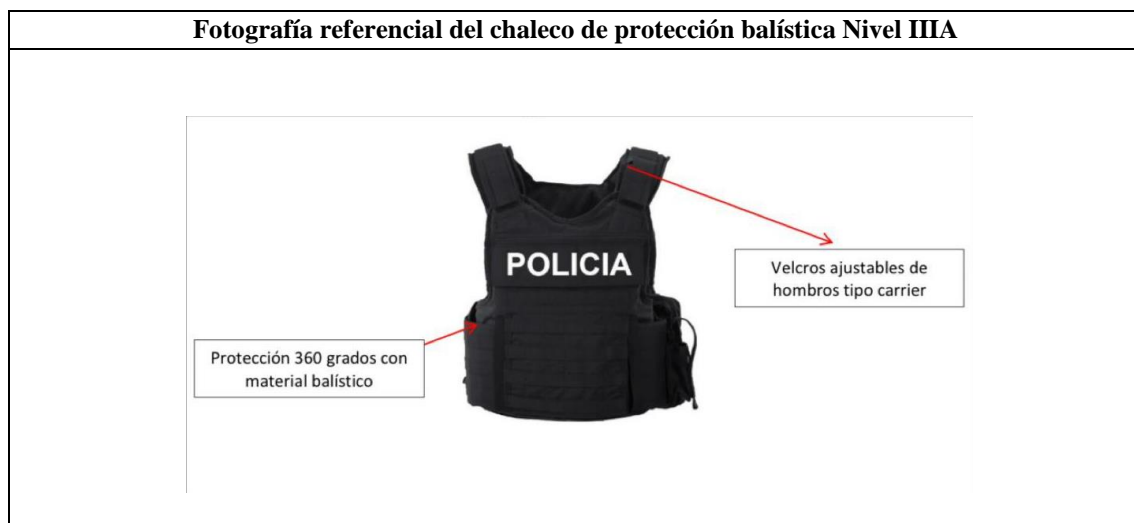 Fotografía referencial del chaleco de protección balística Nivel IIIA
POLICIA
Velcros ajustables de
hombros tipo carrier
Protección 360 grados con
material balístico